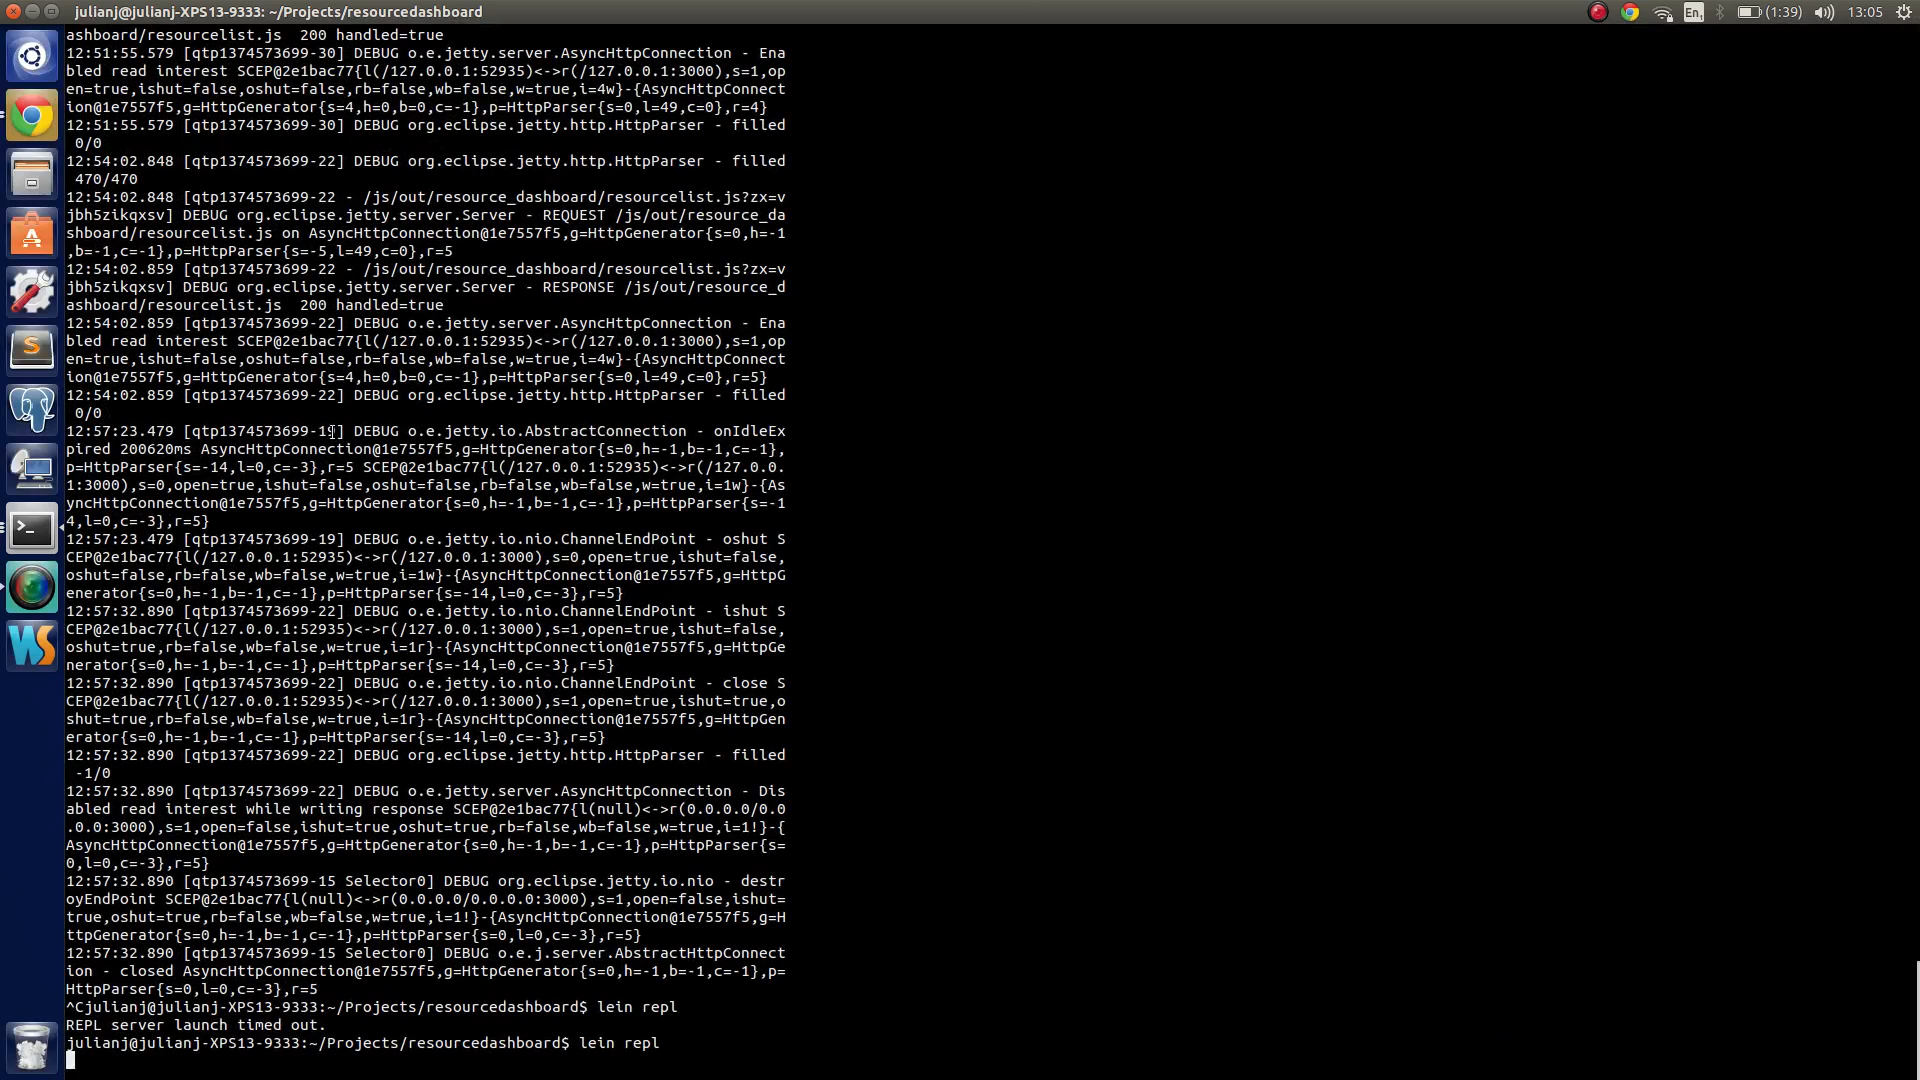 julianj@julianj-XPS13-9333: ~/Projects/resourcedashboard
En1
(1:39)
13:05
ashboard/resourcelist.js  200 handled=true
12:51:55.579 [qtp1374573699-30] DEBUG o.e.jetty.server.AsyncHttpConnection - Ena
bled read interest SCEP@2e1bac77{l(/127.0.0.1:52935)<->r(/127.0.0.1:3000),s=1,op
en=true,ishut=false,oshut=false,rb=false,wb=false,w=true,i=4w}-{AsyncHttpConnect
ion@1e7557f5,g=HttpGenerator{s=4,h=0,b=0,c=-1},p=HttpParser{s=0,l=49,c=0},r=4}
12:51:55.579 [qtp1374573699-30] DEBUG org.eclipse.jetty.http.HttpParser - filled
 0/0
12:54:02.848 [qtp1374573699-22] DEBUG org.eclipse.jetty.http.HttpParser - filled
 470/470
12:54:02.848 [qtp1374573699-22 - /js/out/resource_dashboard/resourcelist.js?zx=v
jbh5zikqxsv] DEBUG org.eclipse.jetty.server.Server - REQUEST /js/out/resource_da
shboard/resourcelist.js on AsyncHttpConnection@1e7557f5,g=HttpGenerator{s=0,h=-1
,b=-1,c=-1},p=HttpParser{s=-5,l=49,c=0},r=5
12:54:02.859 [qtp1374573699-22 - /js/out/resource_dashboard/resourcelist.js?zx=v
jbh5zikqxsv] DEBUG org.eclipse.jetty.server.Server - RESPONSE /js/out/resource_d
ashboard/resourcelist.js  200 handled=true
12:54:02.859 [qtp1374573699-22] DEBUG o.e.jetty.server.AsyncHttpConnection - Ena
bled read interest SCEP@2e1bac77{l(/127.0.0.1:52935)<->r(/127.0.0.1:3000),s=1,op
en=true,ishut=false,oshut=false,rb=false,wb=false,w=true,i=4w}-{AsyncHttpConnect
ion@1e7557f5,g=HttpGenerator{s=4,h=0,b=0,c=-1},p=HttpParser{s=0,l=49,c=0},r=5}
12:54:02.859 [qtp1374573699-22] DEBUG org.eclipse.jetty.http.HttpParser - filled
 0/0
12:57:23.479 [qtp1374573699-19] DEBUG o.e.jetty.io.AbstractConnection - onIdleEx
pired 200620ms AsyncHttpConnection@1e7557f5,g=HttpGenerator{s=0,h=-1,b=-1,c=-1},
p=HttpParser{s=-14,l=0,c=-3},r=5 SCEP@2e1bac77{l(/127.0.0.1:52935)<->r(/127.0.0.
1:3000),s=0,open=true,ishut=false,oshut=false,rb=false,wb=false,w=true,i=1w}-{As
yncHttpConnection@1e7557f5,g=HttpGenerator{s=0,h=-1,b=-1,c=-1},p=HttpParser{s=-1
4,l=0,c=-3},r=5}
12:57:23.479 [qtp1374573699-19] DEBUG o.e.jetty.io.nio.ChannelEndPoint - oshut S
CEP@2e1bac77{l(/127.0.0.1:52935)<->r(/127.0.0.1:3000),s=0,open=true,ishut=false,
oshut=false,rb=false,wb=false,w=true,i=1w}-{AsyncHttpConnection@1e7557f5,g=HttpG
enerator{s=0,h=-1,b=-1,c=-1},p=HttpParser{s=-14,l=0,c=-3},r=5}
12:57:32.890 [qtp1374573699-22] DEBUG o.e.jetty.io.nio.ChannelEndPoint - ishut S
CEP@2e1bac77{l(/127.0.0.1:52935)<->r(/127.0.0.1:3000),s=1,open=true,ishut=false,
oshut=true,rb=false,wb=false,w=true,i=1r}-{AsyncHttpConnection@1e7557f5,g=HttpGe
nerator{s=0,h=-1,b=-1,c=-1},p=HttpParser{s=-14,l=0,c=-3},r=5}
12:57:32.890 [qtp1374573699-22] DEBUG o.e.jetty.io.nio.ChannelEndPoint - close S
CEP@2e1bac77{l(/127.0.0.1:52935)<->r(/127.0.0.1:3000),s=1,open=true,ishut=true,o
shut=true,rb=false,wb=false,w=true,i=1r}-{AsyncHttpConnection@1e7557f5,g=HttpGen
erator{s=0,h=-1,b=-1,c=-1},p=HttpParser{s=-14,l=0,c=-3},r=5}
12:57:32.890 [qtp1374573699-22] DEBUG org.eclipse.jetty.http.HttpParser - filled
 -1/0
12:57:32.890 [qtp1374573699-22] DEBUG o.e.jetty.server.AsyncHttpConnection - Dis
abled read interest while writing response SCEP@2e1bac77{l(null)<->r(0.0.0.0/0.0
.0.0:3000),s=1,open=false,ishut=true,oshut=true,rb=false,wb=false,w=true,i=1!}-{
AsyncHttpConnection@1e7557f5,g=HttpGenerator{s=0,h=-1,b=-1,c=-1},p=HttpParser{s=
0,l=0,c=-3},r=5}
12:57:32.890 [qtp1374573699-15 Selector0] DEBUG org.eclipse.jetty.io.nio - destr
oyEndPoint SCEP@2e1bac77{l(null)<->r(0.0.0.0/0.0.0.0:3000),s=1,open=false,ishut=
true,oshut=true,rb=false,wb=false,w=true,i=1!}-{AsyncHttpConnection@1e7557f5,g=H
ttpGenerator{s=0,h=-1,b=-1,c=-1},p=HttpParser{s=0,l=0,c=-3},r=5}
12:57:32.890 [qtp1374573699-15 Selector0] DEBUG o.e.j.server.AbstractHttpConnect
ion - closed AsyncHttpConnection@1e7557f5,g=HttpGenerator{s=0,h=-1,b=-1,c=-1},p=
HttpParser{s=0,l=0,c=-3},r=5
^Cjulianj@julianj-XPS13-9333:~/Projects/resourcedashboard$ lein repl
REPL server launch timed out.
julianj@julianj-XPS13-9333:~/Projects/resourcedashboard$ lein repl
S
WS